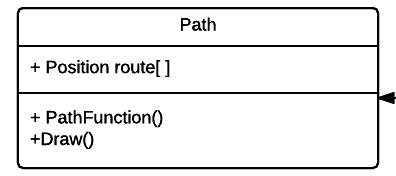 Path
+ Position route[ ]
+ PathFunction()
+Draw()